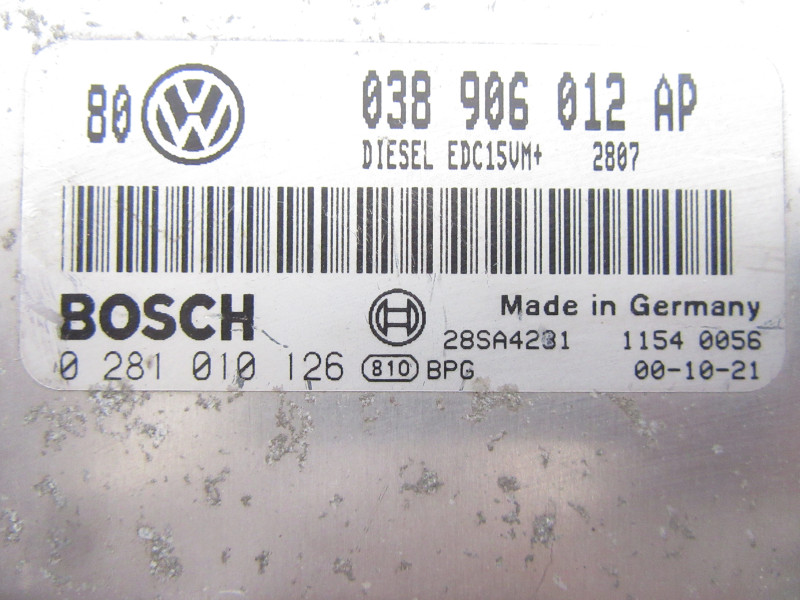 80 VW 038 906 012 AP
DIESEL EDC15VM+ 2807
BOSCH Made in Germany
28SA4231 1154 0056
0 281 010 126 810 BPG 00-10-21